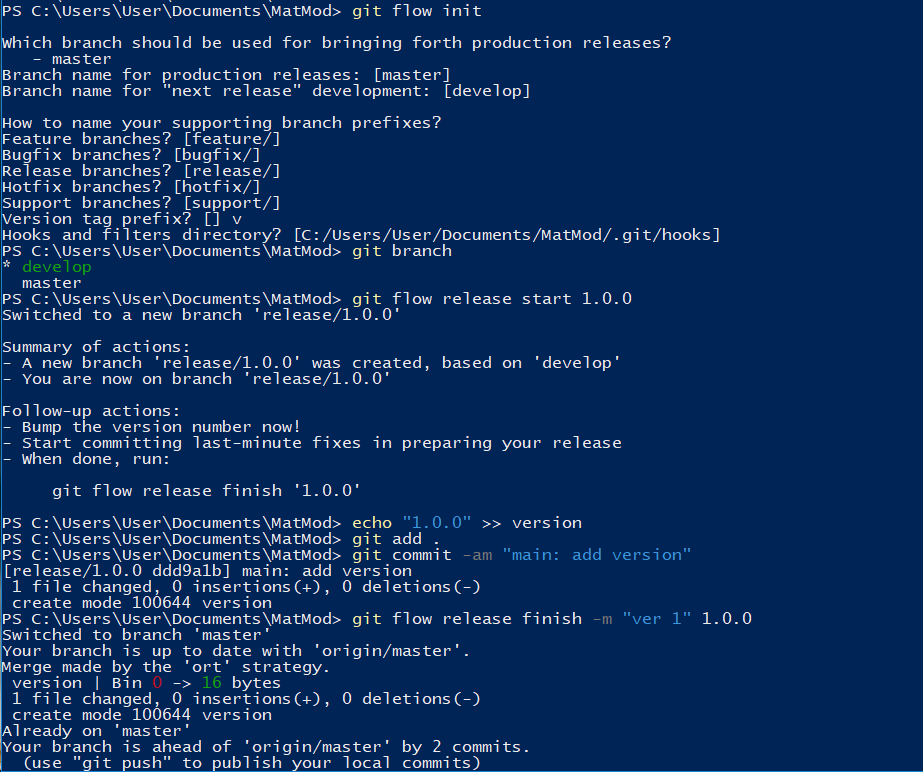 PS C:\Users\User\Documents\MatMod> git flow init
Which branch should be used for bringing forth production releases?
   - master
Branch name for production releases: [master]
Branch name for "next release" development: [develop]
How to name your supporting branch prefixes?
Feature branches? [feature/]
Bugfix branches? [bugfix/]
Release branches? [release/]
Hotfix branches? [hotfix/]
Support branches? [support/]
Version tag prefix? [] v
Hooks and filters directory? [C:/Users/User/Documents/MatMod/.git/hooks]
PS C:\Users\User\Documents\MatMod> git branch
* develop
  master
PS C:\Users\User\Documents\MatMod> git flow release start 1.0.0
Switched to a new branch 'release/1.0.0'
Summary of actions:
- A new branch 'release/1.0.0' was created, based on 'develop'
- You are now on branch 'release/1.0.0'
Follow-up actions:
- Bump the version number now!
- Start committing last-minute fixes in preparing your release
- When done, run:
     git flow release finish '1.0.0'
PS C:\Users\User\Documents\MatMod> echo "1.0.0" >> version
PS C:\Users\User\Documents\MatMod> git add .
PS C:\Users\User\Documents\MatMod> git commit -am "main: add version"
[release/1.0.0 ddd9a1b] main: add version
 1 file changed, 0 insertions(+), 0 deletions(-)
 create mode 100644 version
PS C:\Users\User\Documents\MatMod> git flow release finish -m "ver 1" 1.0.0
Switched to branch 'master'
Your branch is up to date with 'origin/master'.
Merge made by the 'ort' strategy.
 version | Bin 0 -> 16 bytes
 1 file changed, 0 insertions(+), 0 deletions(-)
 create mode 100644 version
Already on 'master'
Your branch is ahead of 'origin/master' by 2 commits.
  (use "git push" to publish your local commits)